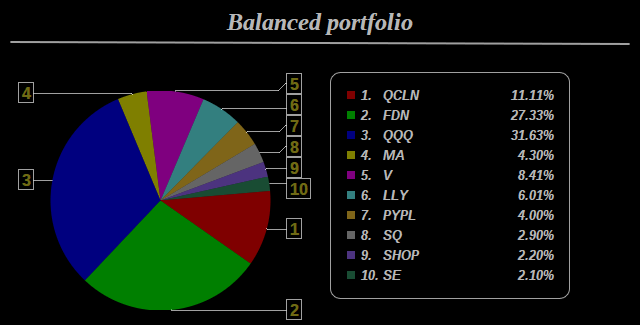 Balanced portfolio
4
3
5
6
7
8
9
10
1
2
1. QCLN 11.11%
2. FDN 27.33%
3. QQQ 31.63%
4. MA 4.30%
5. V 8.41%
6. LLY 6.01%
7. PYPL 4.00%
8. SQ 2.90%
9. SHOP 2.20%
10. SE 2.10%